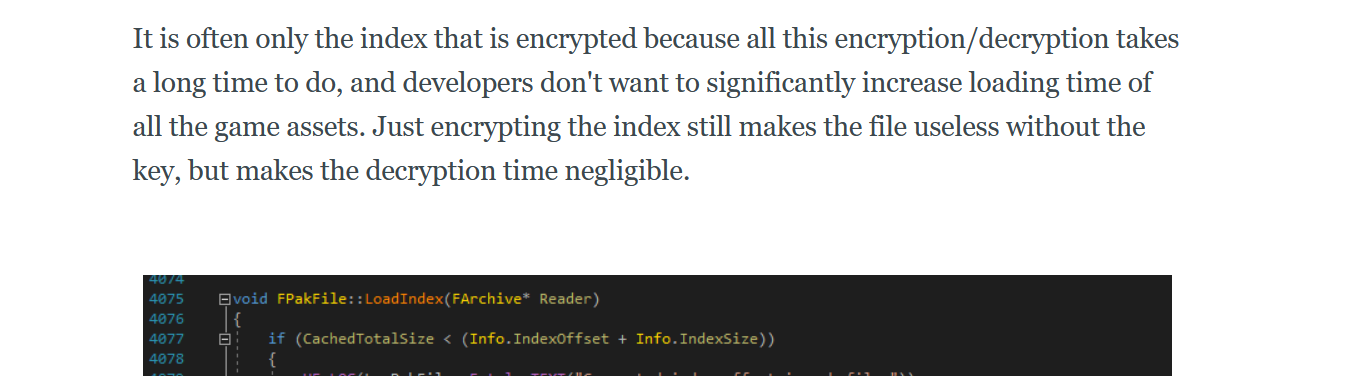 It is often only the index that is encrypted because all this encryption/decryption takes
a long time to do, and developers don't want to significantly increase loading time of
all the game assets. Just encrypting the index still makes the file useless without the
key, but makes the decryption time negligible.
4074
4075 void FPakFile::LoadIndex(FArchive* Reader)
4076 {
4077 if (CachedTotalSize < (Info.IndexOffset + Info.IndexSize))
4078 {